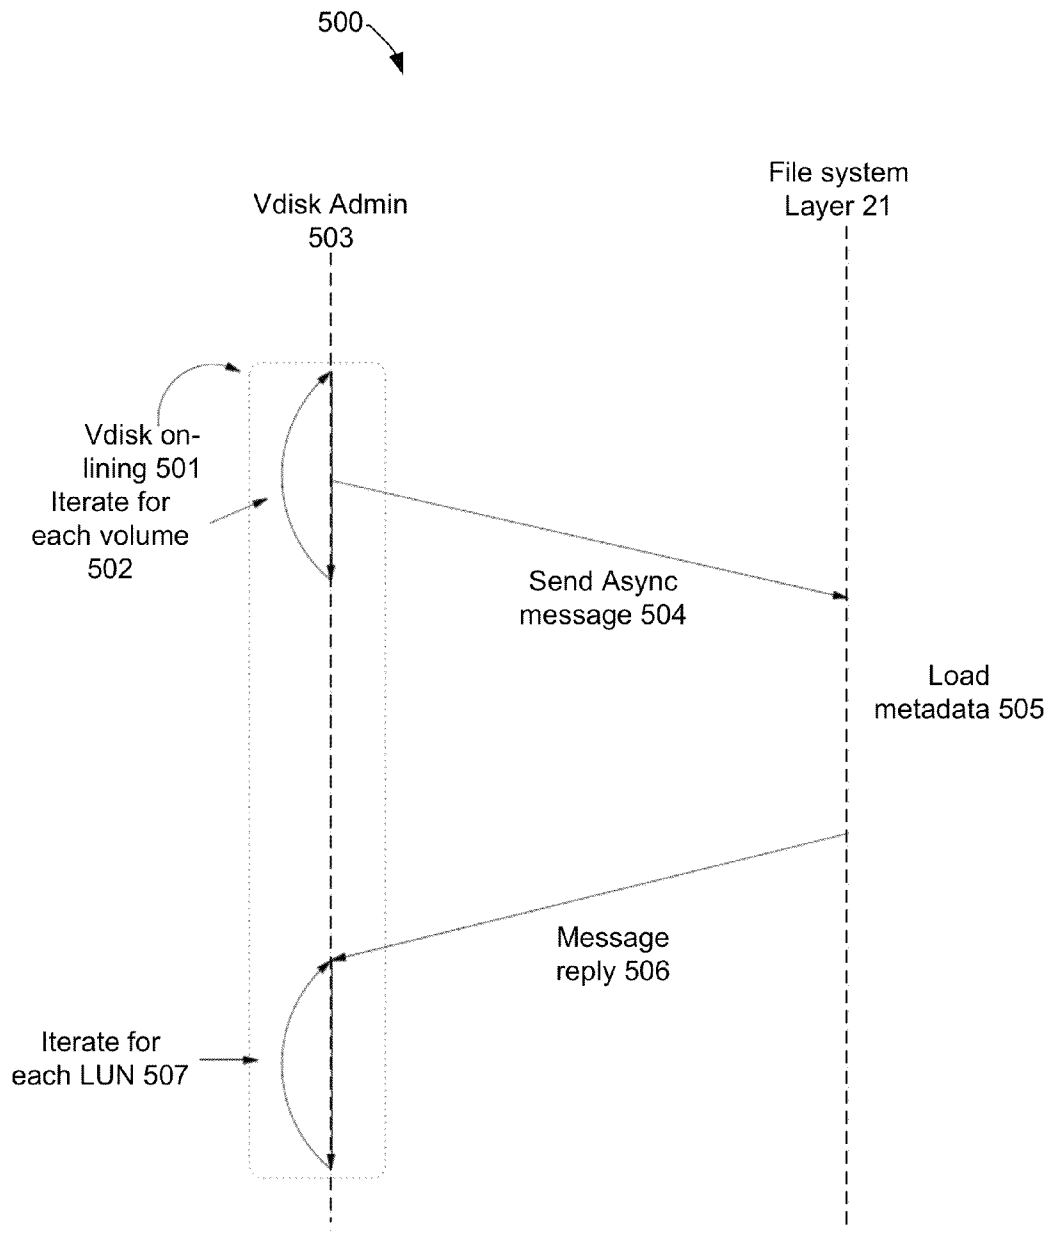 500
Vdisk Admin
503
File system
Layer 21
Vdisk on-
lining 501
Iterate for
each volume
502
Send Async
message 504
Load
metadata 505
Message
reply 506
Iterate for
each LUN 507